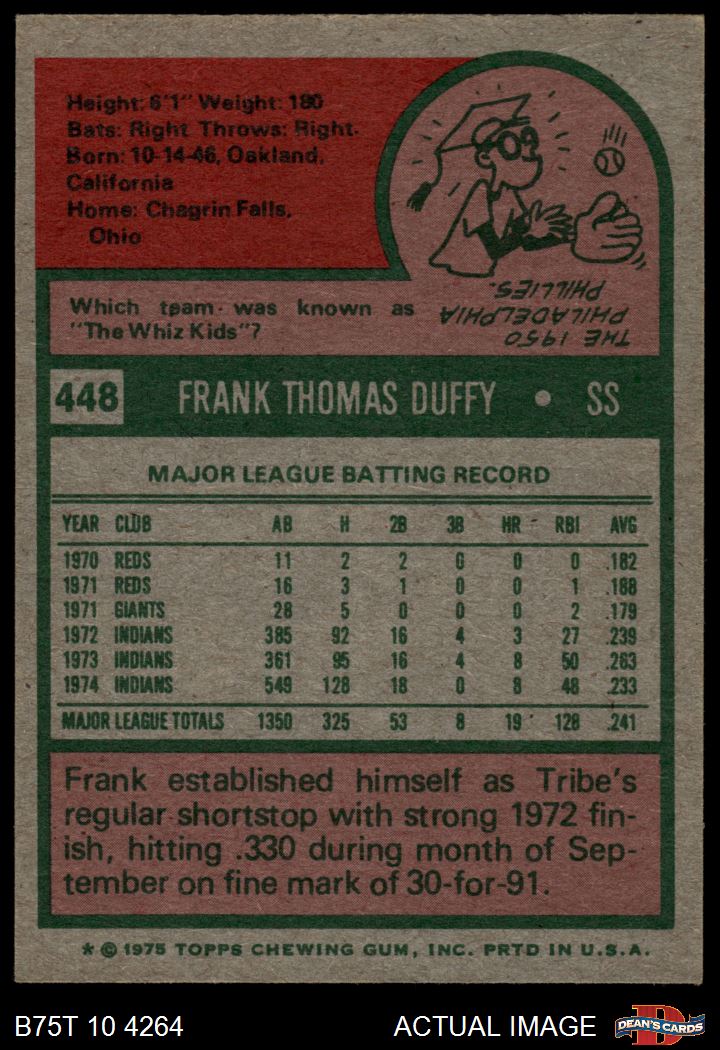 Height: 6'1" Weight: 180
Bats: Right Throws: Right
Born: 10-14-46, Oakland,
California
Home: Chagrin Falls,
Ohio
Which team was known as
"The Whiz Kids"?
THE 1950
PHILADELPHIA
PHILLIES.
448 FRANK THOMAS DUFFY • SS
MAJOR LEAGUE BATTING RECORD
YEAR CLUB AB H 2B 3B HR RBI AVG
1970 REDS 11 2 2 0 0 0 .182
1971 REDS 16 3 1 0 0 1 .188
1971 GIANTS 28 5 0 0 0 2 .179
1972 INDIANS 385 92 16 4 3 27 .239
1973 INDIANS 361 95 16 4 8 50 .263
1974 INDIANS 549 128 18 0 8 48 .233
MAJOR LEAGUE TOTALS 1350 325 53 8 19 128 .241
Frank established himself as Tribe's
regular shortstop with strong 1972 fin-
ish, hitting .330 during month of Sep-
tember on fine mark of 30-for-91.
* © 1975 TOPPS CHEWING GUM, INC. PRTD IN U.S.A.
B75T 10 4264 ACTUAL IMAGE DEAN'S CARDS